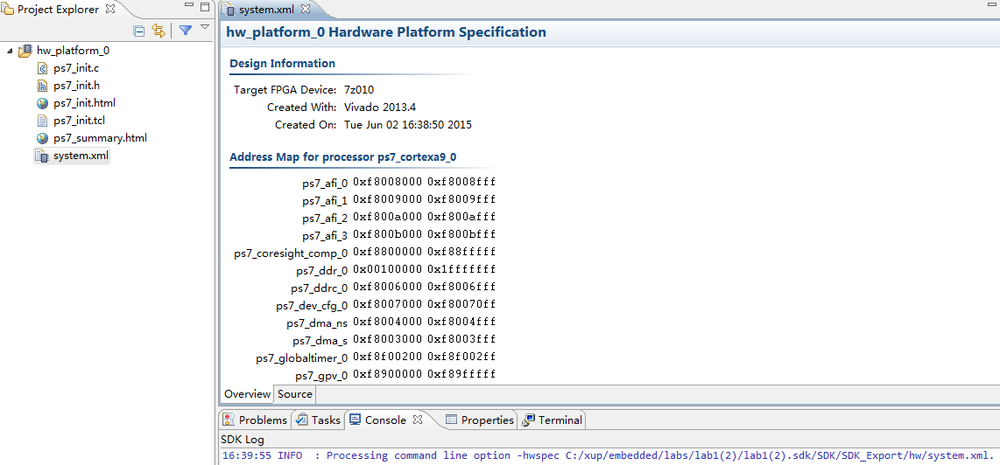 Project Explorer
hw_platform_0
ps7_init.c
ps7_init.h
ps7_init.html
ps7_init.tcl
ps7_summary.html
system.xml
system.xml
hw_platform_0 Hardware Platform Specification
Design Information
Target FPGA Device: 7z010
Created With: Vivado 2013.4
Created On: Tue Jun 02 16:38:50 2015
Address Map for processor ps7_cortexa9_0
ps7_afi_0 0xf8008000 0xf8008fff
ps7_afi_1 0xf8009000 0xf8009fff
ps7_afi_2 0xf800a000 0xf800afff
ps7_afi_3 0xf800b000 0xf800bfff
ps7_coresight_comp_0 0xf8800000 0xf88fffff
ps7_ddr_0 0x00100000 0x1fffffff
ps7_ddrc_0 0xf8006000 0xf8006fff
ps7_dev_cfg_0 0xf8007000 0xf80070ff
ps7_dma_ns 0xf8004000 0xf8004fff
ps7_dma_s 0xf8003000 0xf8003fff
ps7_globaltimer_0 0xf8f00200 0xf8f002ff
ps7_gpv_0 0xf8900000 0xf89fffff
Overview Source
Problems Tasks Console Properties Terminal
SDK Log
16:39:55 INFO : Processing command line option -hwspec C:/xup/embedded/labs/lab1(2)/lab1(2).sdk/SDK/SDK_Export/hw/system.xml.